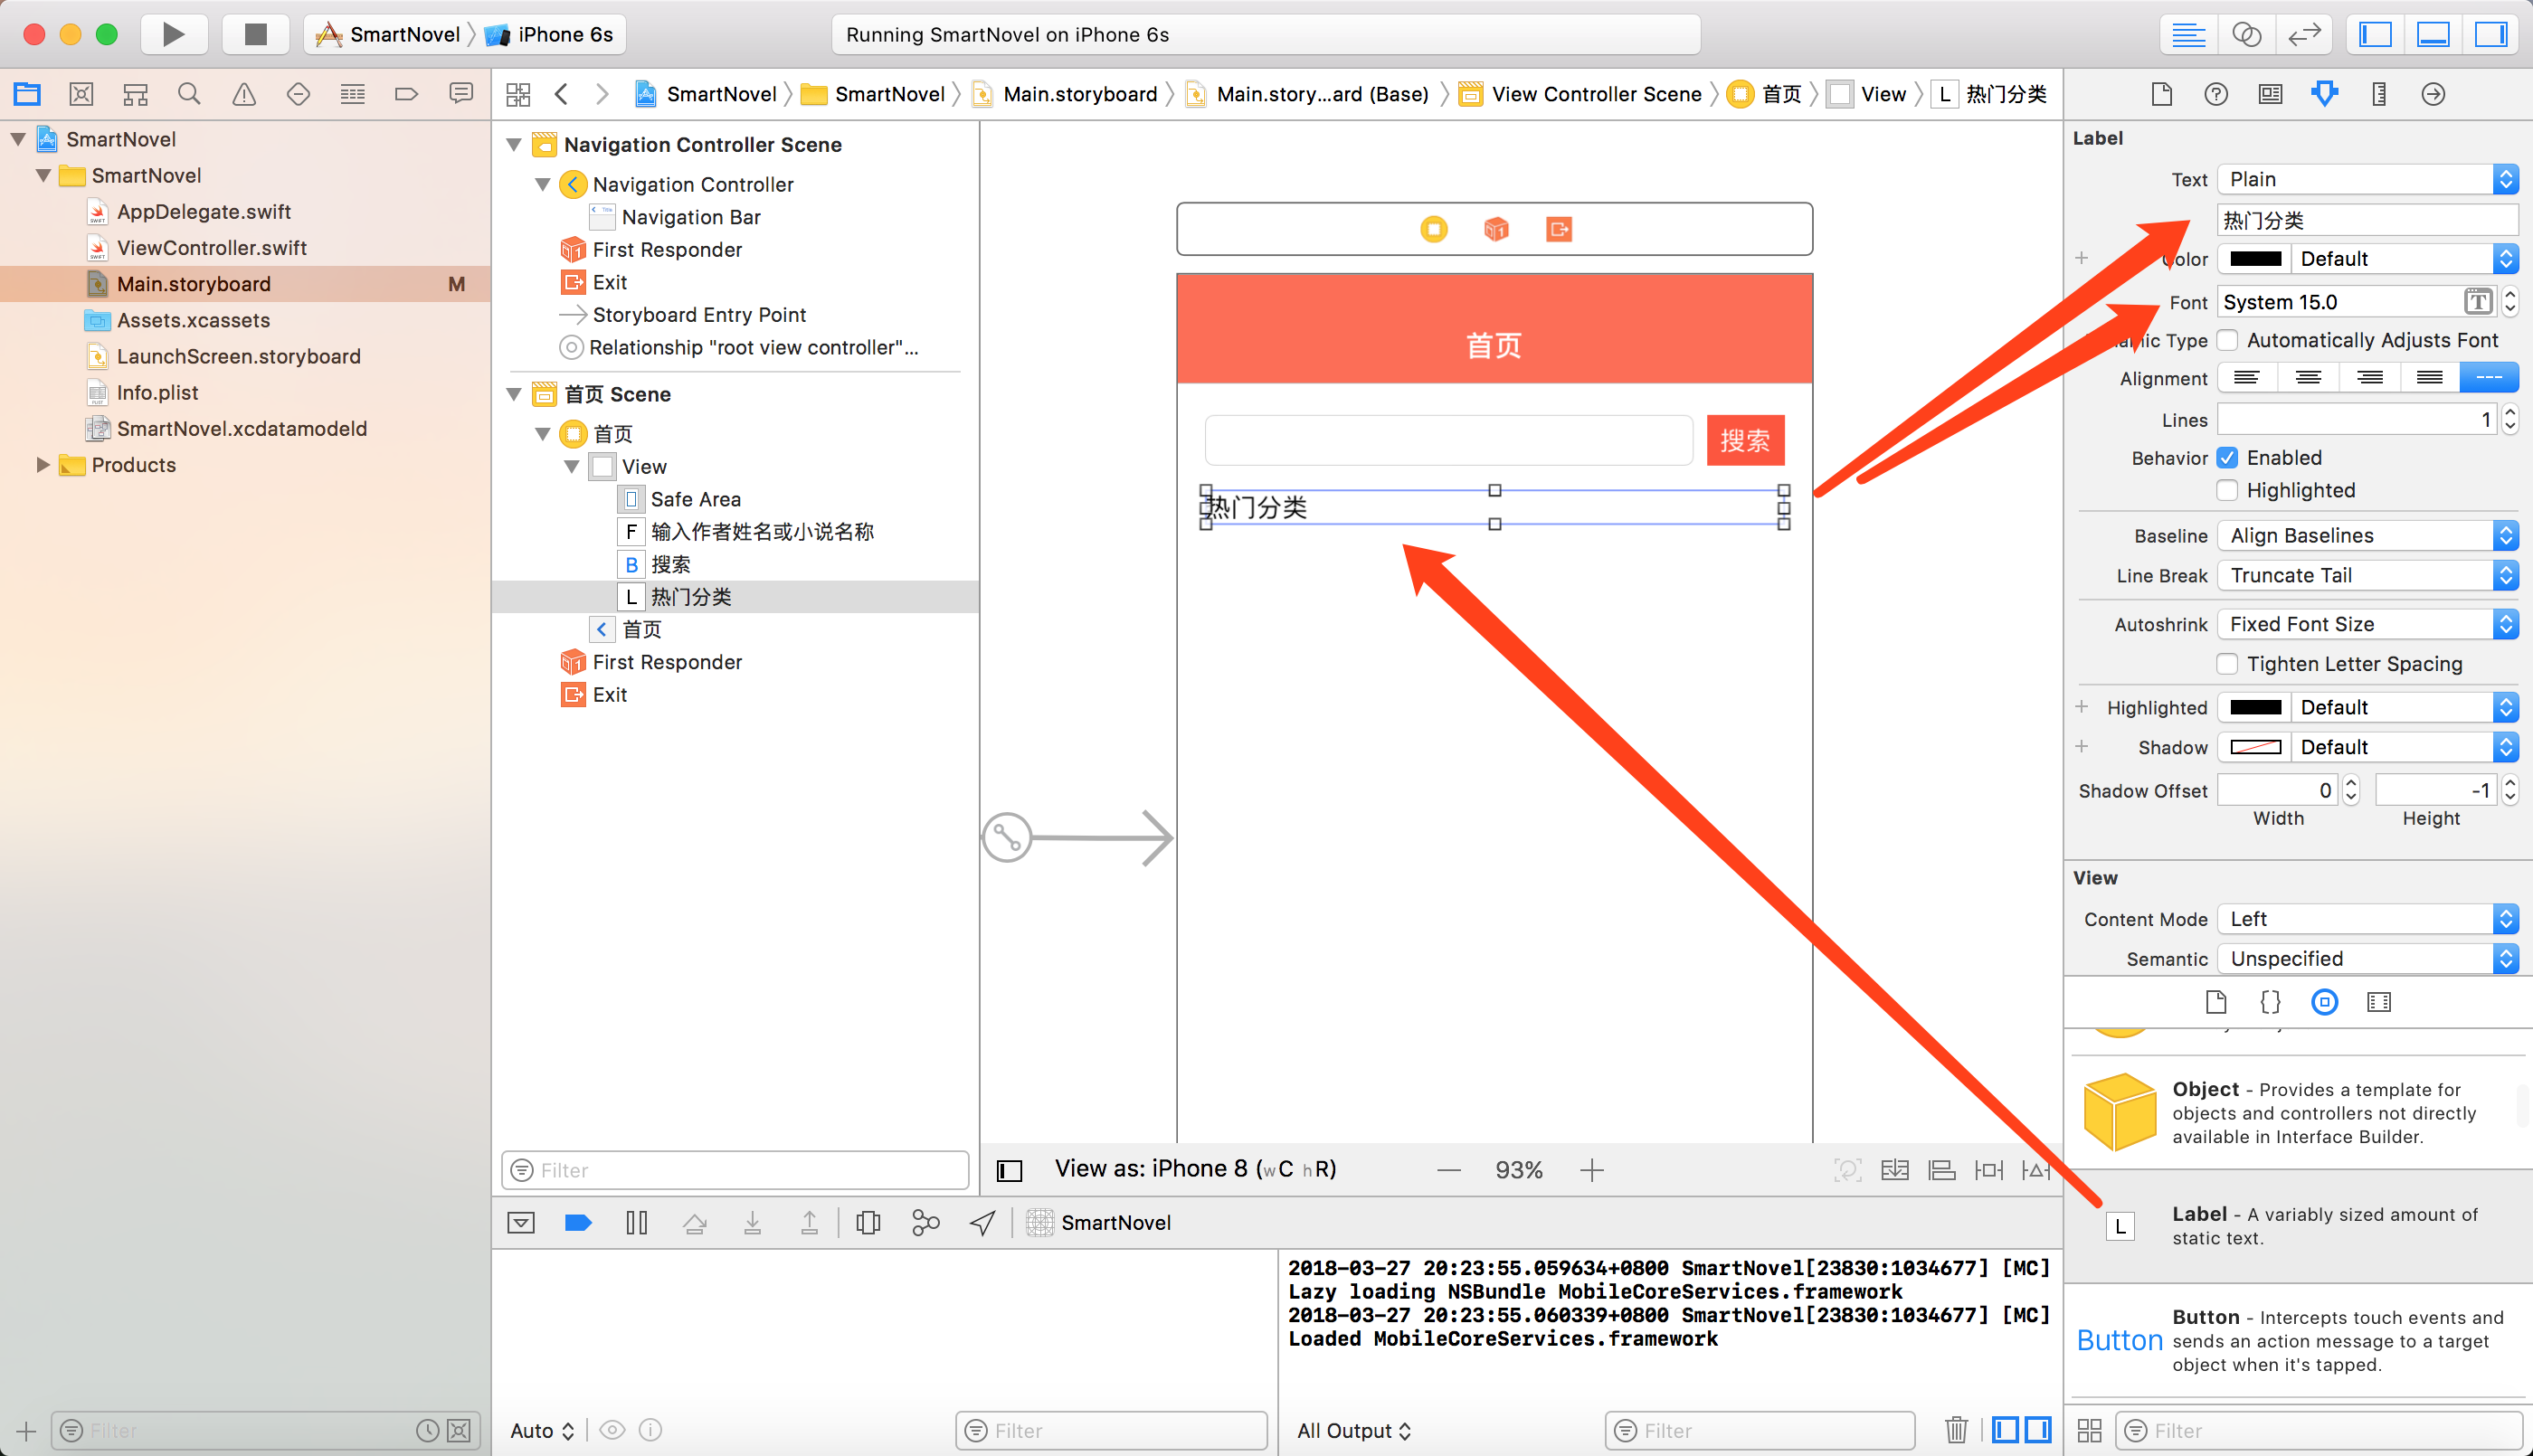 SmartNovel
iPhone 6s
Running SmartNovel on iPhone 6s
SmartNovel
SmartNovel
Main.storyboard
Main.story...ard (Base)
View Controller Scene
首页
View
L
热门分类
SmartNovel
SmartNovel
AppDelegate.swift
ViewController.swift
Main.storyboard
M
Assets.xcassets
LaunchScreen.storyboard
Info.plist
SmartNovel.xcdatamodeld
Products
Filter
Navigation Controller Scene
Navigation Controller
Navigation Bar
First Responder
Exit
Storyboard Entry Point
Relationship "root view controller"...
首页 Scene
首页
View
Safe Area
F 输入作者姓名或小说名称
B 搜索
L 热门分类
首页
First Responder
Exit
Filter
首页
搜索
热门分类
View as: iPhone 8 (wC hR)
93%
SmartNovel
2018-03-27 20:23:55.059634+0800 SmartNovel[23830:1034677] [MC]
Lazy loading NSBundle MobileCoreServices.framework
2018-03-27 20:23:55.060339+0800 SmartNovel[23830:1034677] [MC]
Loaded MobileCoreServices.framework
Auto
Filter
All Output
Filter
Label
Text
Plain
热门分类
Default
Font
System 15.0
Type
Automatically Adjusts Font
Alignment
Lines
1
Behavior
Enabled
Highlighted
Baseline
Align Baselines
Line Break
Truncate Tail
Autoshrink
Fixed Font Size
Tighten Letter Spacing
Highlighted
Default
Shadow
Default
Shadow Offset
0
-1
Width
Height
View
Content Mode
Left
Semantic
Unspecified
Object - Provides a template for
objects and controllers not directly
available in Interface Builder.
L
Label - A variably sized amount of
static text.
Button
Button - Intercepts touch events and
sends an action message to a target
object when it's tapped.
Filter